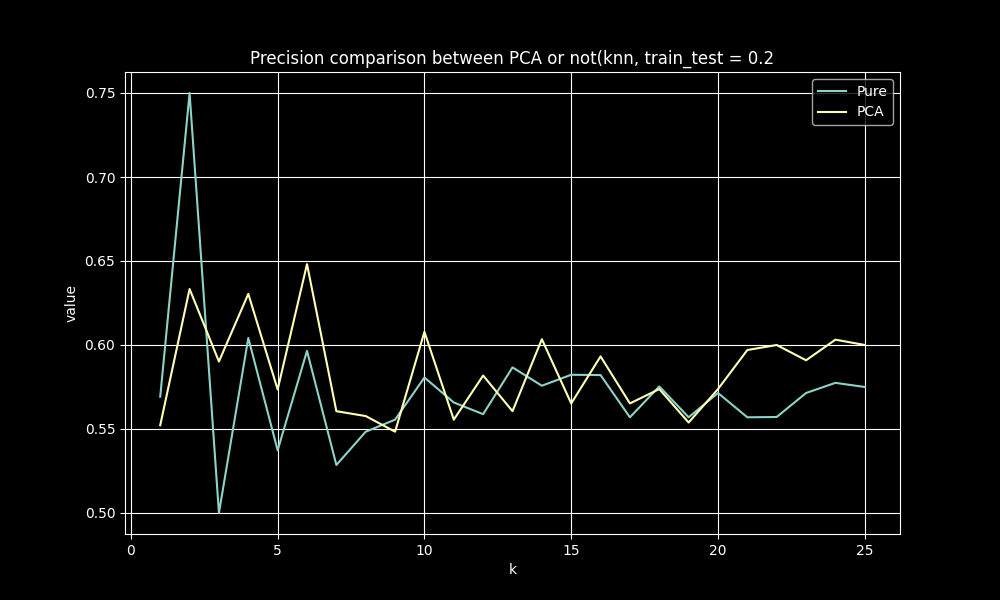 Precision comparison between PCA or not(knn, train_test = 0.2
Pure
PCA
0.75
0.70
0.65
0.60
0.55
0.50
value
0 5 10 15 20 25
k